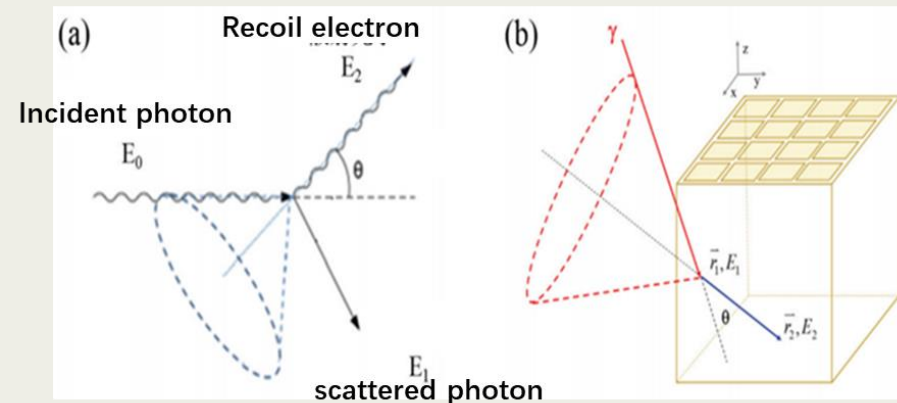 (a)
Recoil electron
E₂
Incident photon
E₀
θ
E₁
scattered photon
(b)
γ
z
y
x
r⃗₁,E₁
θ
r⃗₂,E₂